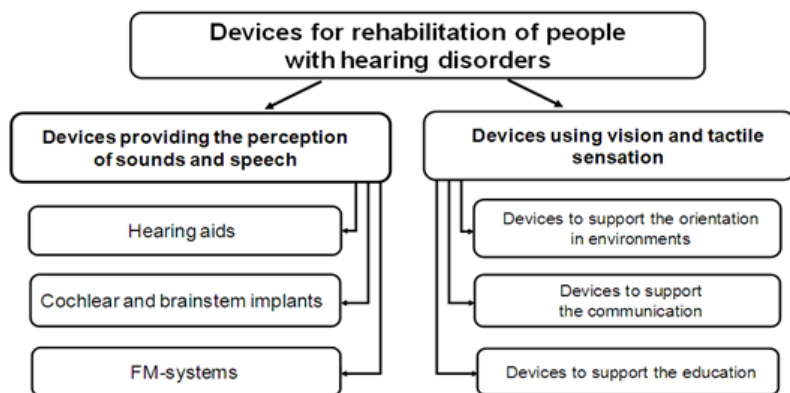 Devices for rehabilitation of people
with hearing disorders
Devices providing the perception
of sounds and speech
Hearing aids
Cochlear and brainstem implants
FM-systems
Devices using vision and tactile
sensation
Devices to support the orientation
in environments
Devices to support
the communication
Devices to support the education